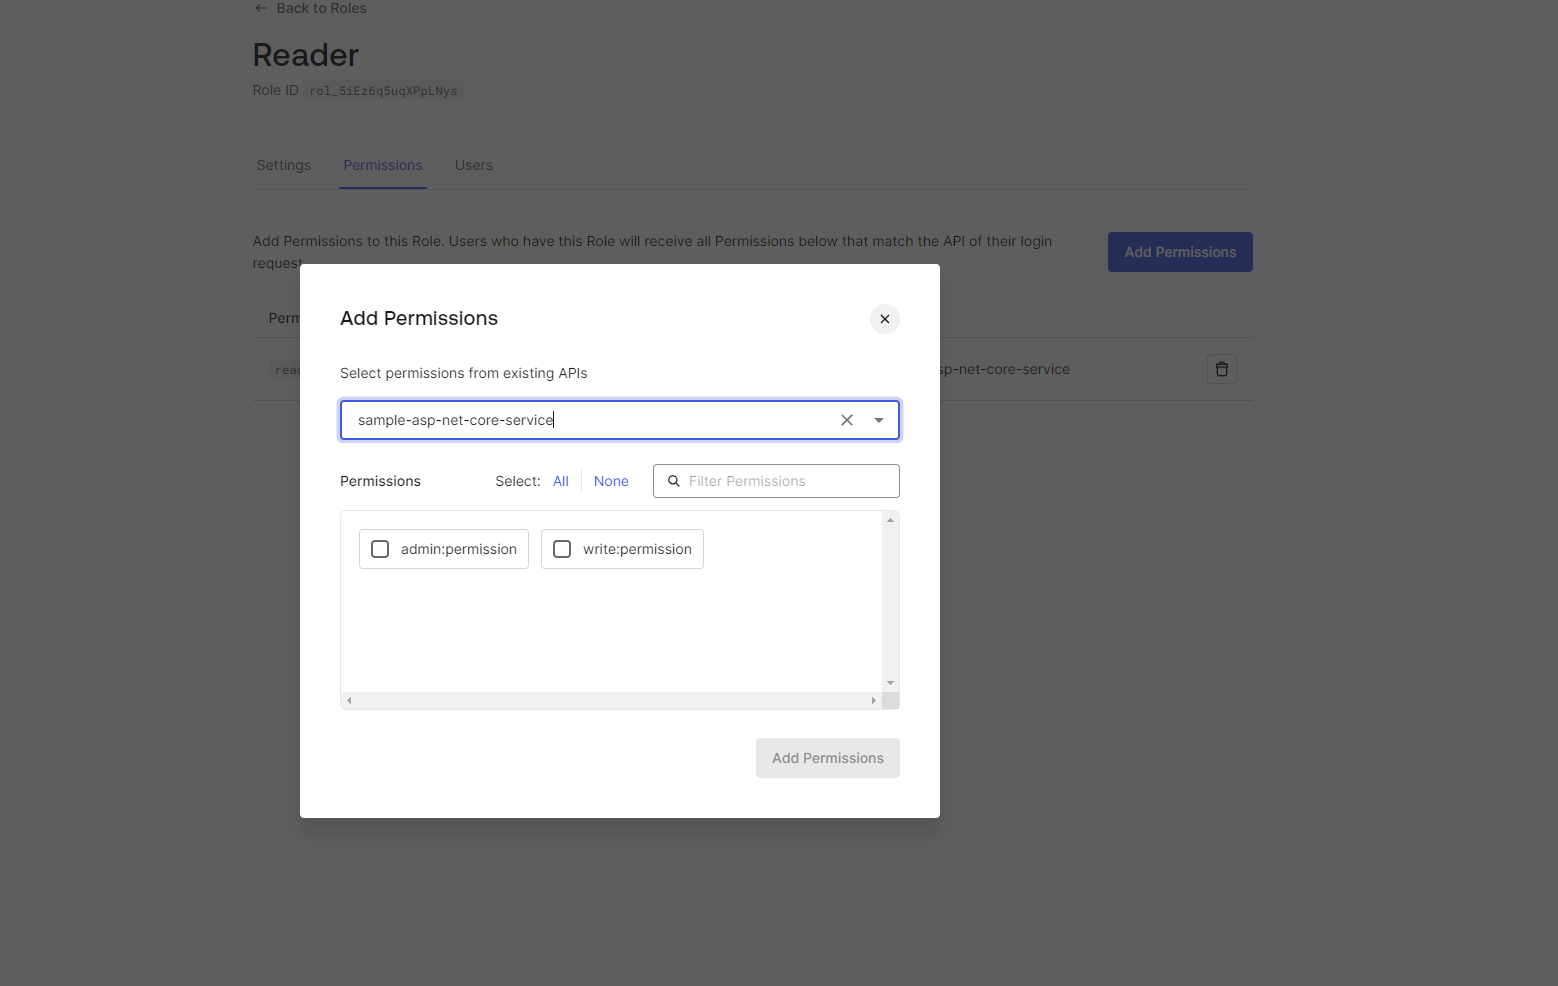 Back to Roles
Reader
Role ID rol_5iEz6q5uqXPpLNys
Settings Permissions Users
Add Permissions to this Role. Users who have this Role will receive all Permissions below that match the API of their login
request
Add Permissions
Add Permissions
Select permissions from existing APIs
sp-net-core-service
sample-asp-net-core-service
Permissions Select: All None Filter Permissions
admin:permission write:permission
Add Permissions